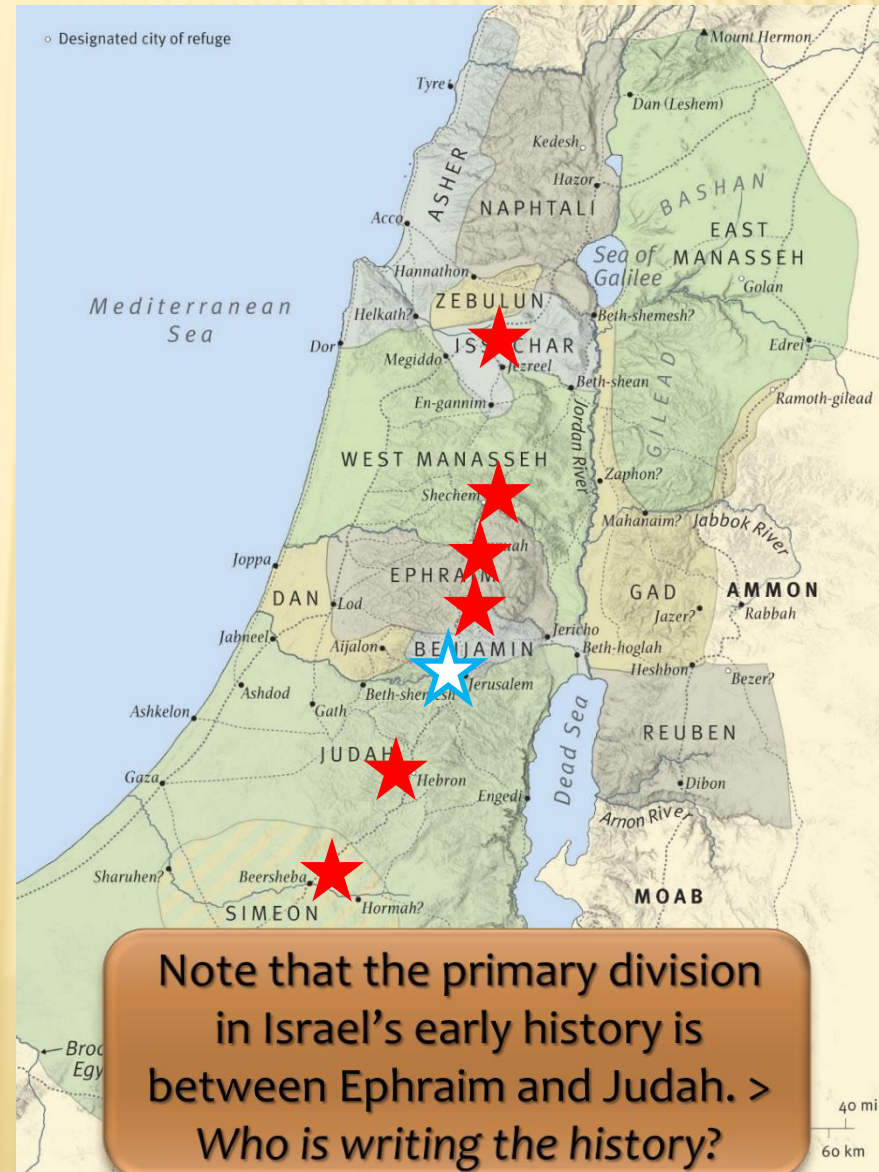 Designated city of refuge
Mount Hermon
Tyre
Dan (Leshem)
Kedesh
ASHER
Hazor
NAPHTALI
BASHAN
Acco
EAST
MANASSEH
Sea of
Galilee
Hannathon
Golan
ZEBULUN
Mediterranean
Sea
Helkath?
Beth-shemesh?
Dor
Megiddo
Jezreel
Edrei
Beth-shean
En-gannim
GILEAD
Ramoth-gilead
Jordan River
WEST MANASSEH
Zaphon?
Shechem
Mahanaim?
Jabbok River
Joppa
EPHRAIM
GAD
AMMON
DAN
Lod
Jazer?
Rabbah
Jabneel
Jericho
Aijalon
BENJAMIN
Beth-hoglah
Heshbon
Bezer?
Ashdod
Beth-shemesh
Jerusalem
Gath
Ashkelon
REUBEN
JUDAH
Dead Sea
Hebron
Gaza
Engedi
Dibon
Arnon River
Sharuhen?
Beersheba
MOAB
Hormah?
SIMEON
Note that the primary division
in Israel's early history is
between Ephraim and Judah. >
Who is writing the history?
40 mi
60 km